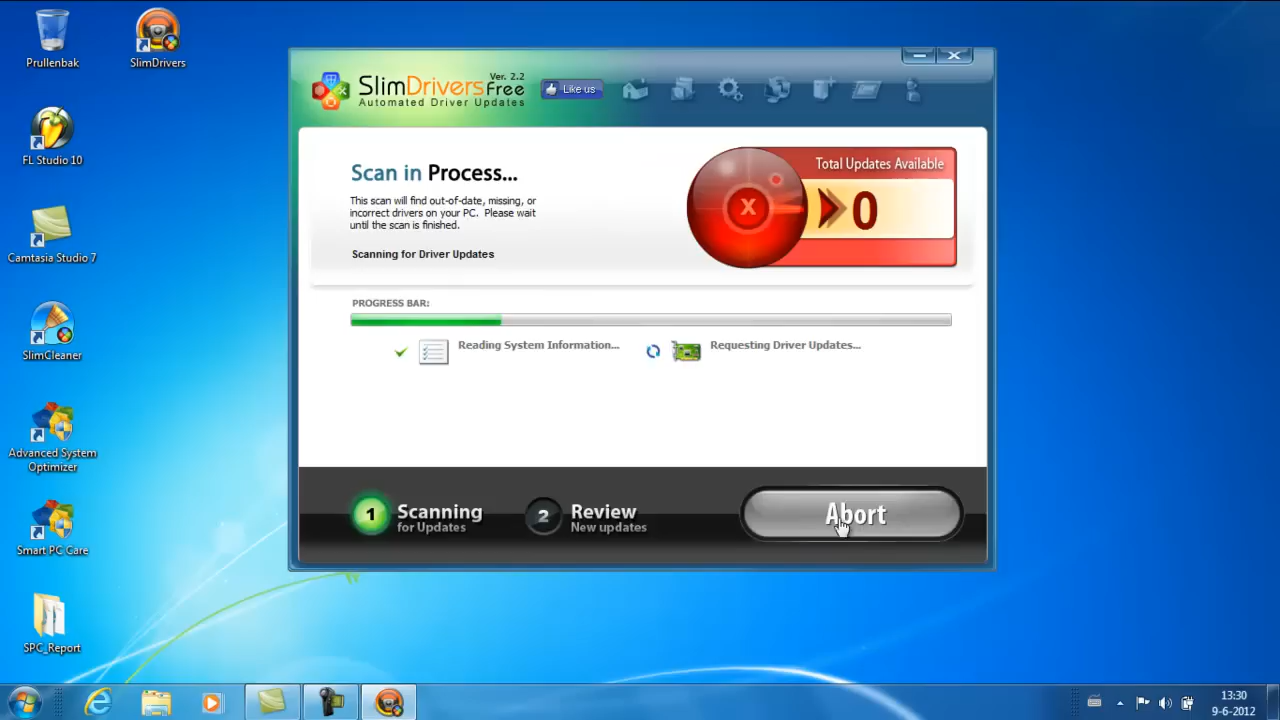 Prullenbak
SlimDrivers
FL Studio 10
Camtasia Studio 7
SlimCleaner
Advanced System
Optimizer
Smart PC Care
SPC_Report
SlimDrivers Free
Ver. 2.2
Automated Driver Updates
Like us
Scan in Process...
This scan will find out-of-date, missing, or
incorrect drivers on your PC. Please wait
until the scan is finished.
Scanning for Driver Updates
Total Updates Available
X
0
PROGRESS BAR:
Reading System Information...
Requesting Driver Updates...
1
Scanning
for Updates
2
Review
New updates
Abort
13:30
9-6-2012